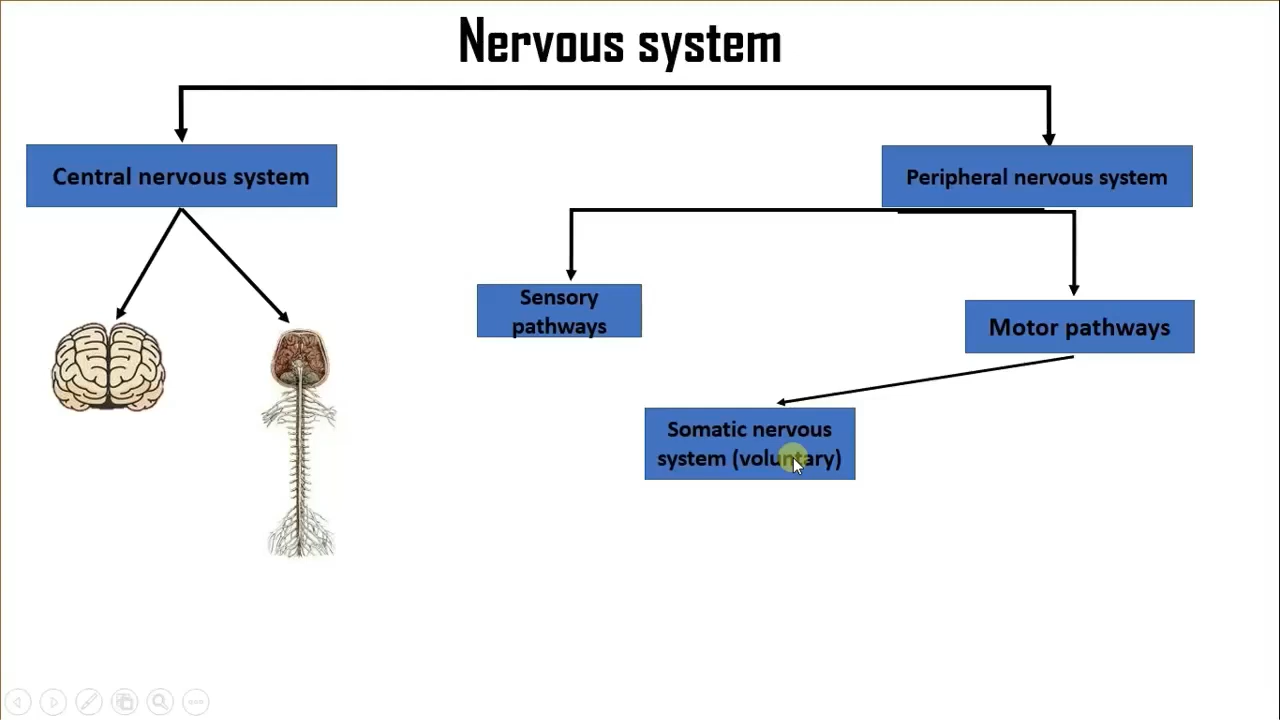 Nervous system
Central nervous system
Peripheral nervous system
Sensory
pathways
Motor pathways
Somatic nervous
system (voluntary)